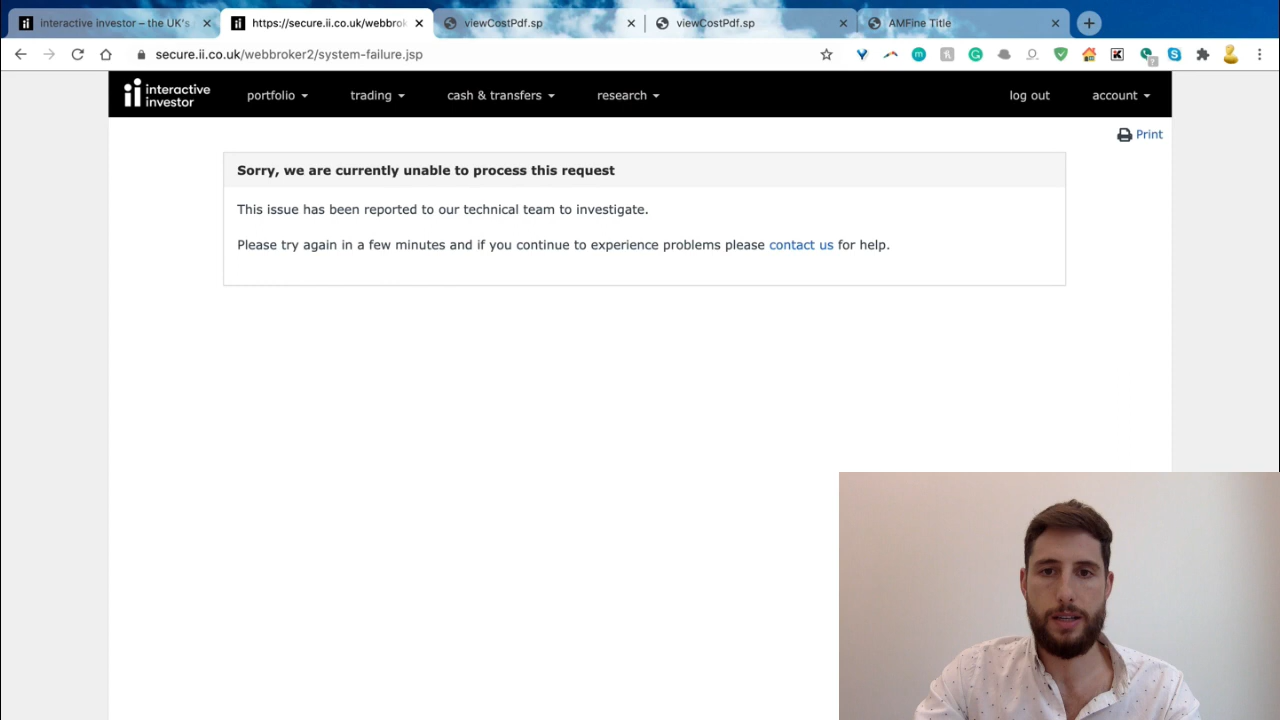 interactive investor – the UK's
https://secure.ii.co.uk/webbrok
viewCostPdf.sp
viewCostPdf.sp
AMFine Title
secure.ii.co.uk/webbroker2/system-failure.jsp
interactive
investor
portfolio
trading
cash & transfers
research
log out
account
Print
Sorry, we are currently unable to process this request
This issue has been reported to our technical team to investigate.
Please try again in a few minutes and if you continue to experience problems please contact us for help.